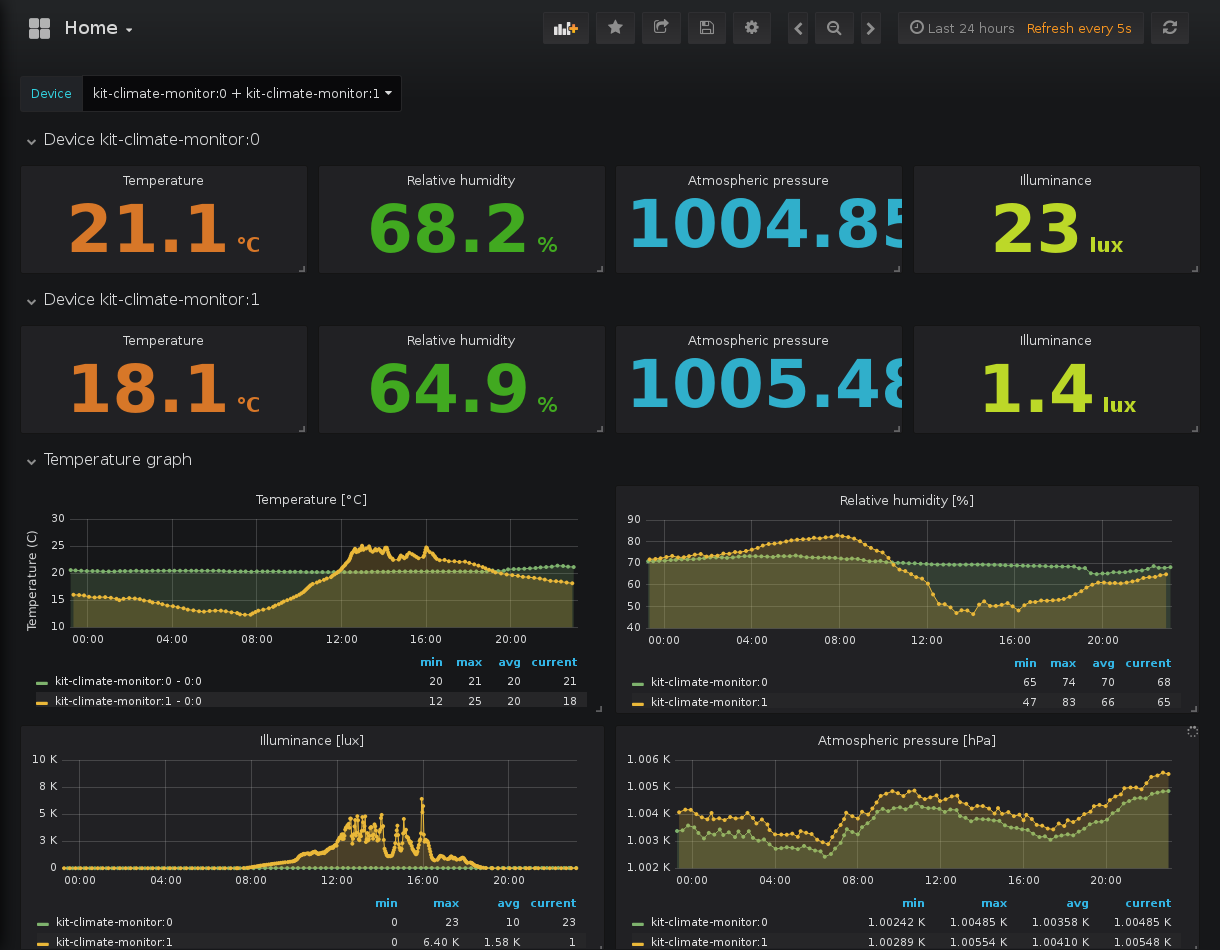 Home
Last 24 hours Refresh every 5s
Device kit-climate-monitor:0 + kit-climate-monitor:1
Device kit-climate-monitor:0
Temperature Relative humidity Atmospheric pressure Illuminance
21.1 °C 68.2 % 1004.85 23 lux
Device kit-climate-monitor:1
Temperature Relative humidity Atmospheric pressure Illuminance
18.1 °C 64.9 % 1005.48 1.4 lux
Temperature graph
Temperature [°C]
Temperature (C)
30
25
20
15
10
00:00 04:00 08:00 12:00 16:00 20:00
min max avg current
kit-climate-monitor:0 - 0:0 20 21 20 21
kit-climate-monitor:1 - 0:0 12 25 20 18
Relative humidity [%]
90
80
70
60
50
40
00:00 04:00 08:00 12:00 16:00 20:00
min max avg current
kit-climate-monitor:0 65 74 70 68
kit-climate-monitor:1 47 83 66 65
Illuminance [lux]
10 K
8 K
5 K
3 K
0
00:00 04:00 08:00 12:00 16:00 20:00
min max avg current
kit-climate-monitor:0 0 23 10 23
kit-climate-monitor:1 0 6.40 K 1.58 K 1
Atmospheric pressure [hPa]
1.006 K
1.005 K
1.004 K
1.003 K
1.002 K
00:00 04:00 08:00 12:00 16:00 20:00
min max avg current
kit-climate-monitor:0 1.00242 K 1.00485 K 1.00358 K 1.00485 K
kit-climate-monitor:1 1.00289 K 1.00554 K 1.00410 K 1.00548 K